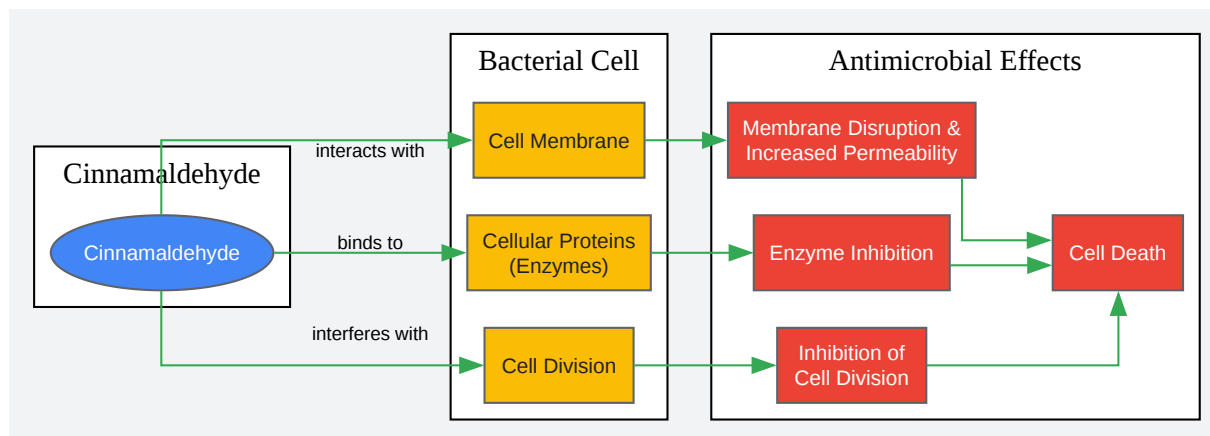 Cinnamaldehyde
Cinnamaldehyde
interacts with
binds to
interferes with
Bacterial Cell
Cell Membrane
Cellular Proteins
(Enzymes)
Cell Division
Antimicrobial Effects
Membrane Disruption &
Increased Permeability
Enzyme Inhibition
Inhibition of
Cell Division
Cell Death